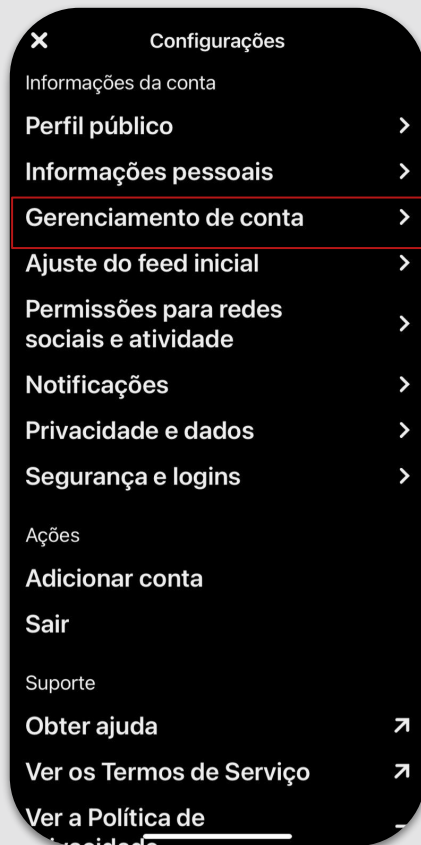 Configurações
Informações da conta
Perfil público
Informações pessoais
Gerenciamento de conta
Ajuste do feed inicial
Permissões para redes
sociais e atividade
Notificações
Privacidade e dados
Segurança e logins
Ações
Adicionar conta
Sair
Suporte
Obter ajuda
Ver os Termos de Serviço
Ver a Política de